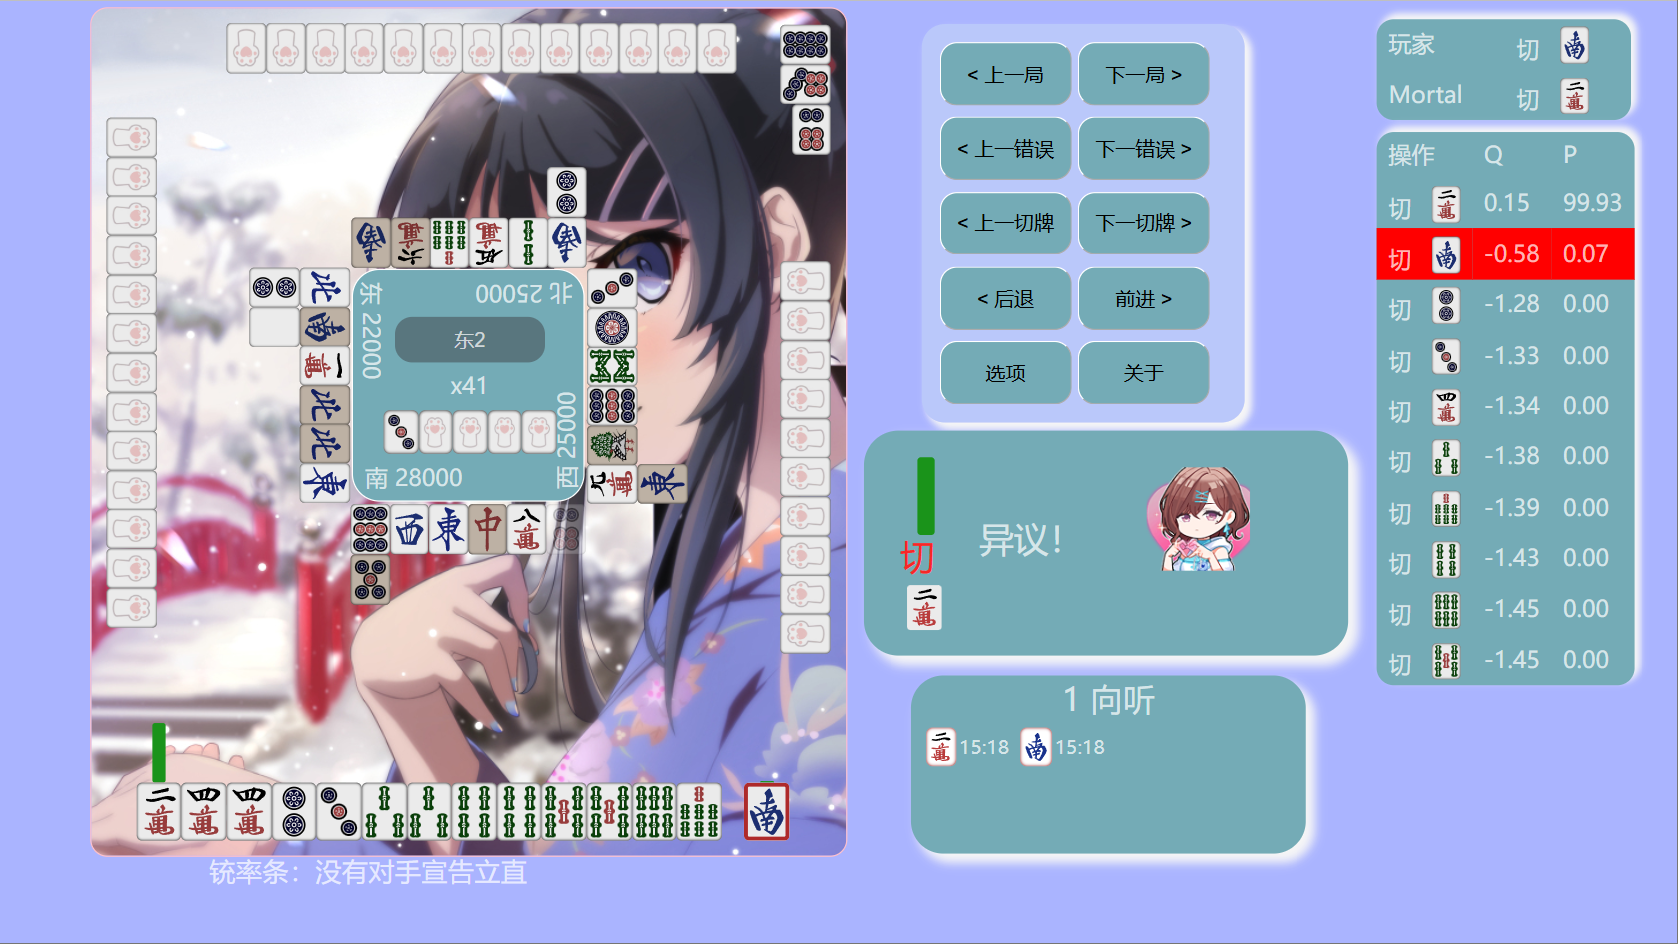 东 22000
北 25000
东2
x41
西 25000
南 28000
铳率条：没有对手宣告立直
< 上一局
下一局 >
< 上一错误
下一错误 >
< 上一切牌
下一切牌 >
< 后退
前进 >
选项
关于
切
异议！
1 向听
15:18 15:18
玩家 切
Mortal 切
操作 Q P
切 0.15 99.93
切 -0.58 0.07
切 -1.28 0.00
切 -1.33 0.00
切 -1.34 0.00
切 -1.38 0.00
切 -1.39 0.00
切 -1.43 0.00
切 -1.45 0.00
切 -1.45 0.00